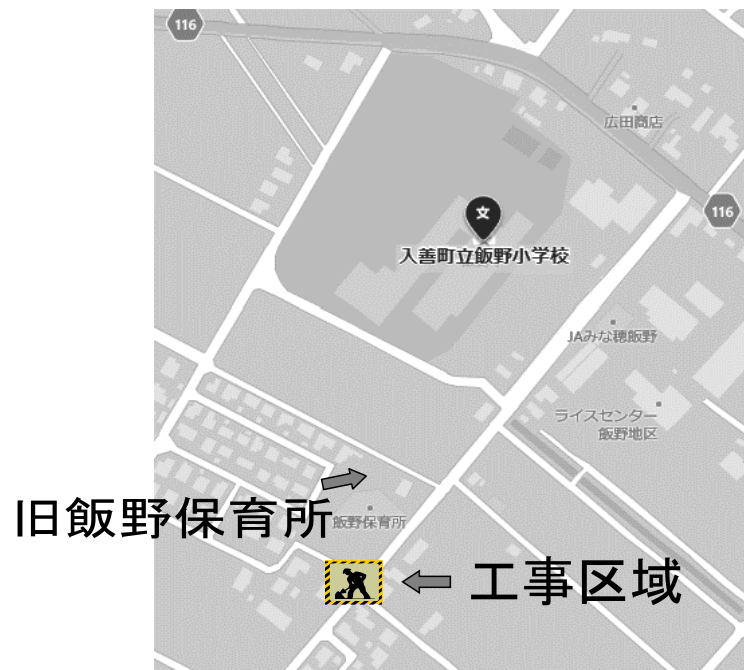 116
広田商店
116
文
入善町立飯野小学校
JAみな穂飯野
ライスセンター
飯野地区
旧飯野保育所
飯野保育所
工事区域